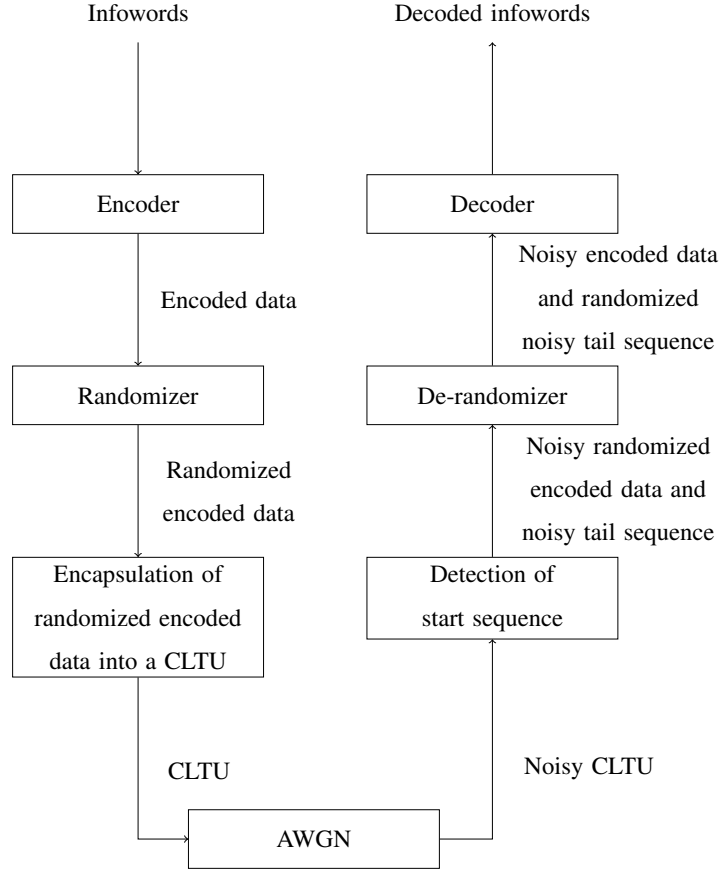 Infowords
Encoder
Encoded data
Randomizer
Randomized
encoded data
Encapsulation of
randomized encoded
data into a CLTU
CLTU
AWGN
Noisy CLTU
Detection of
start sequence
Noisy randomized
encoded data and
noisy tail sequence
De-randomizer
Noisy encoded data
and randomized
noisy tail sequence
Decoder
Decoded infowords